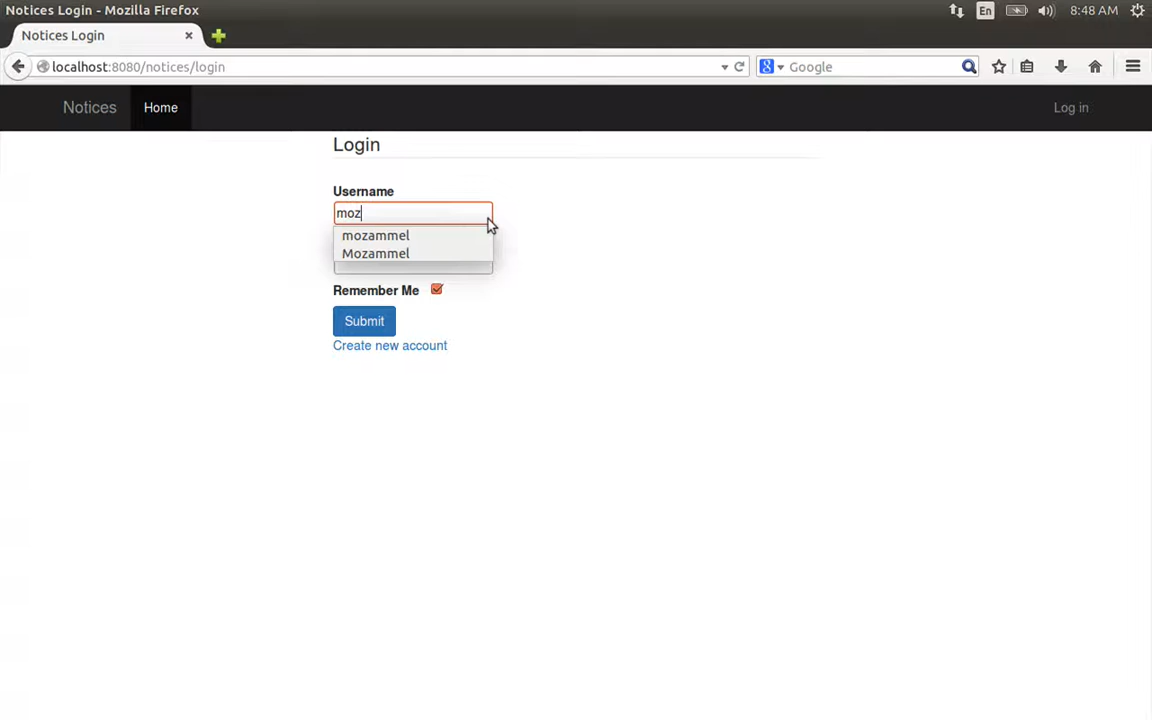 Notices Login - Mozilla Firefox
En
8:48 AM
Notices Login
localhost:8080/notices/login
Google
Notices
Home
Log in
Login
Username
moz
mozammel
Mozammel
Remember Me
Submit
Create new account